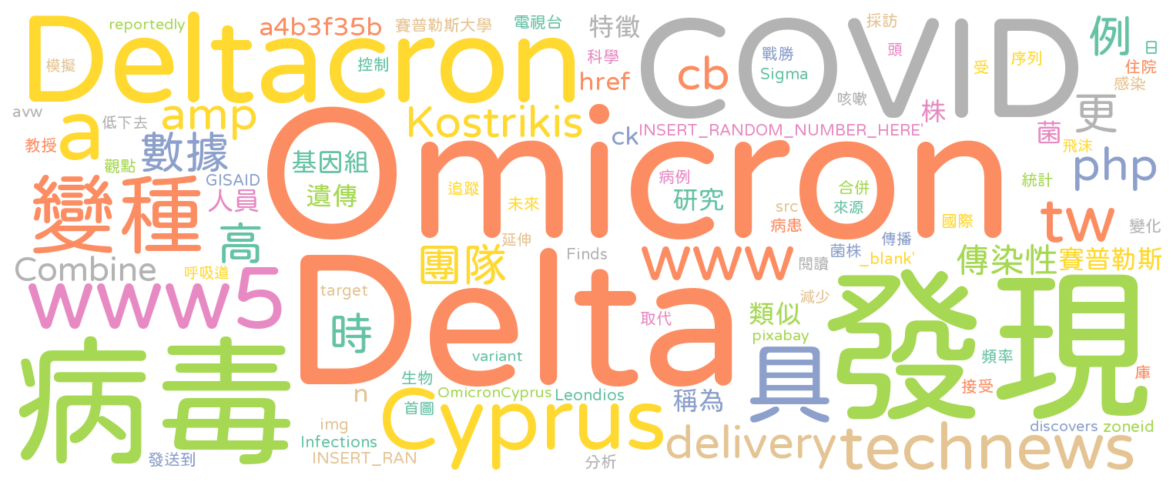 reportedly
a4b3f35b
賽普勒斯大學
電視台
特徵
採訪
例
日
Deltacron
COVID
模擬
控制
科學
href
cb
戰勝
Sigma
頭
受
序列
住院
感染
avw
低下去
a
amp
Kostrikis
ck
INSERT_RANDOM_NUMBER_HERE'
咳嗽
株
更
菌
飛沫
教授
觀點
數據
Omicron
基因組
遺傳
GISAID
人員
追蹤
未來
病例
研究
合併
來源
src
病患
統計
php
變種
高
延伸
國際
tw
變化
Combine
呼吸道
團隊
Finds
www
閱讀
菌株
傳播
_blank'
傳染性
賽普勒斯
www5
target
Delta
時
取代
減少
類似
pixabay
發現
病毒
variant
具
頻率
接受
庫
生物
n
首圖
OmicronCyprus
Leondios
稱為
img
Infections
INSERT_RAN
Cyprus
發送到
分析
delivery
technews
discovers
zoneid